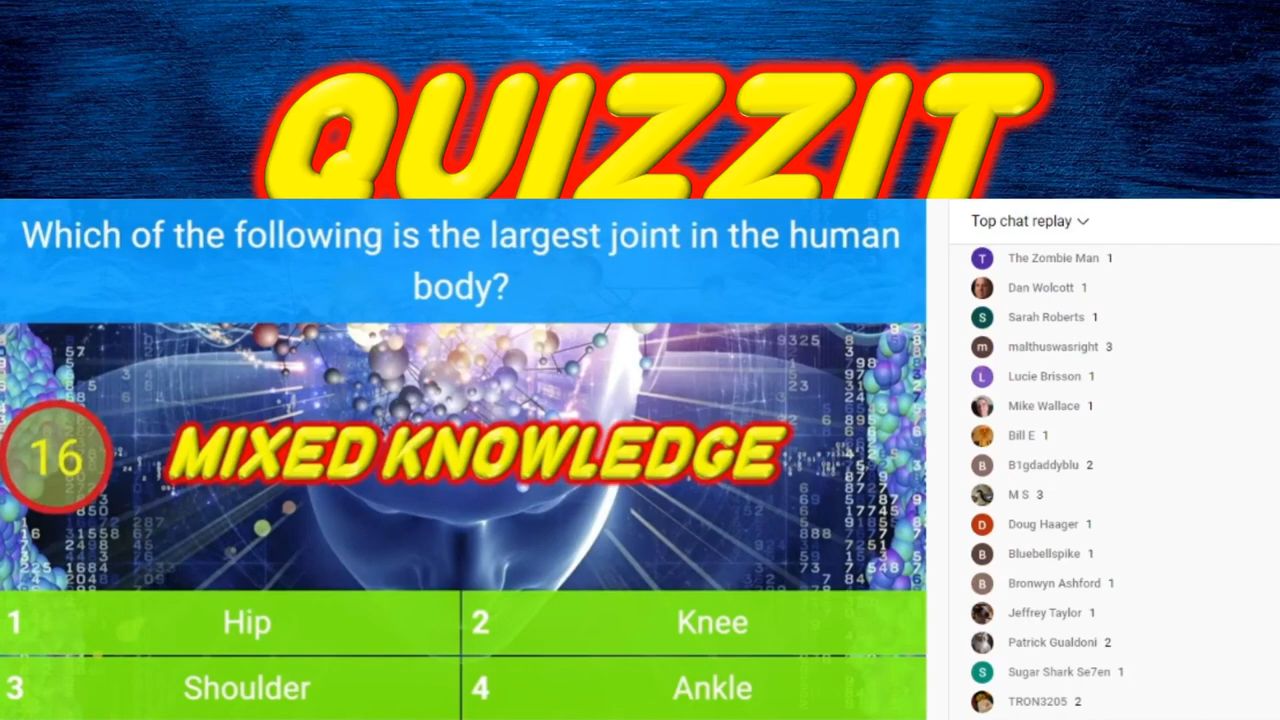 QUIZZIT
Which of the following is the largest joint in the human
body?
16
MIXED KNOWLEDGE
1 Hip
2 Knee
3 Shoulder
4 Ankle
Top chat replay
T The Zombie Man 1
Dan Wolcott 1
S Sarah Roberts 1
m malthuswasright 3
L Lucie Brisson 1
Mike Wallace 1
Bill E 1
B B1gdaddyblu 2
M S 3
D Doug Haager 1
B Bluebellspike 1
B Bronwyn Ashford 1
Jeffrey Taylor 1
Patrick Gualdoni 2
S Sugar Shark Se7en 1
TRON3205 2